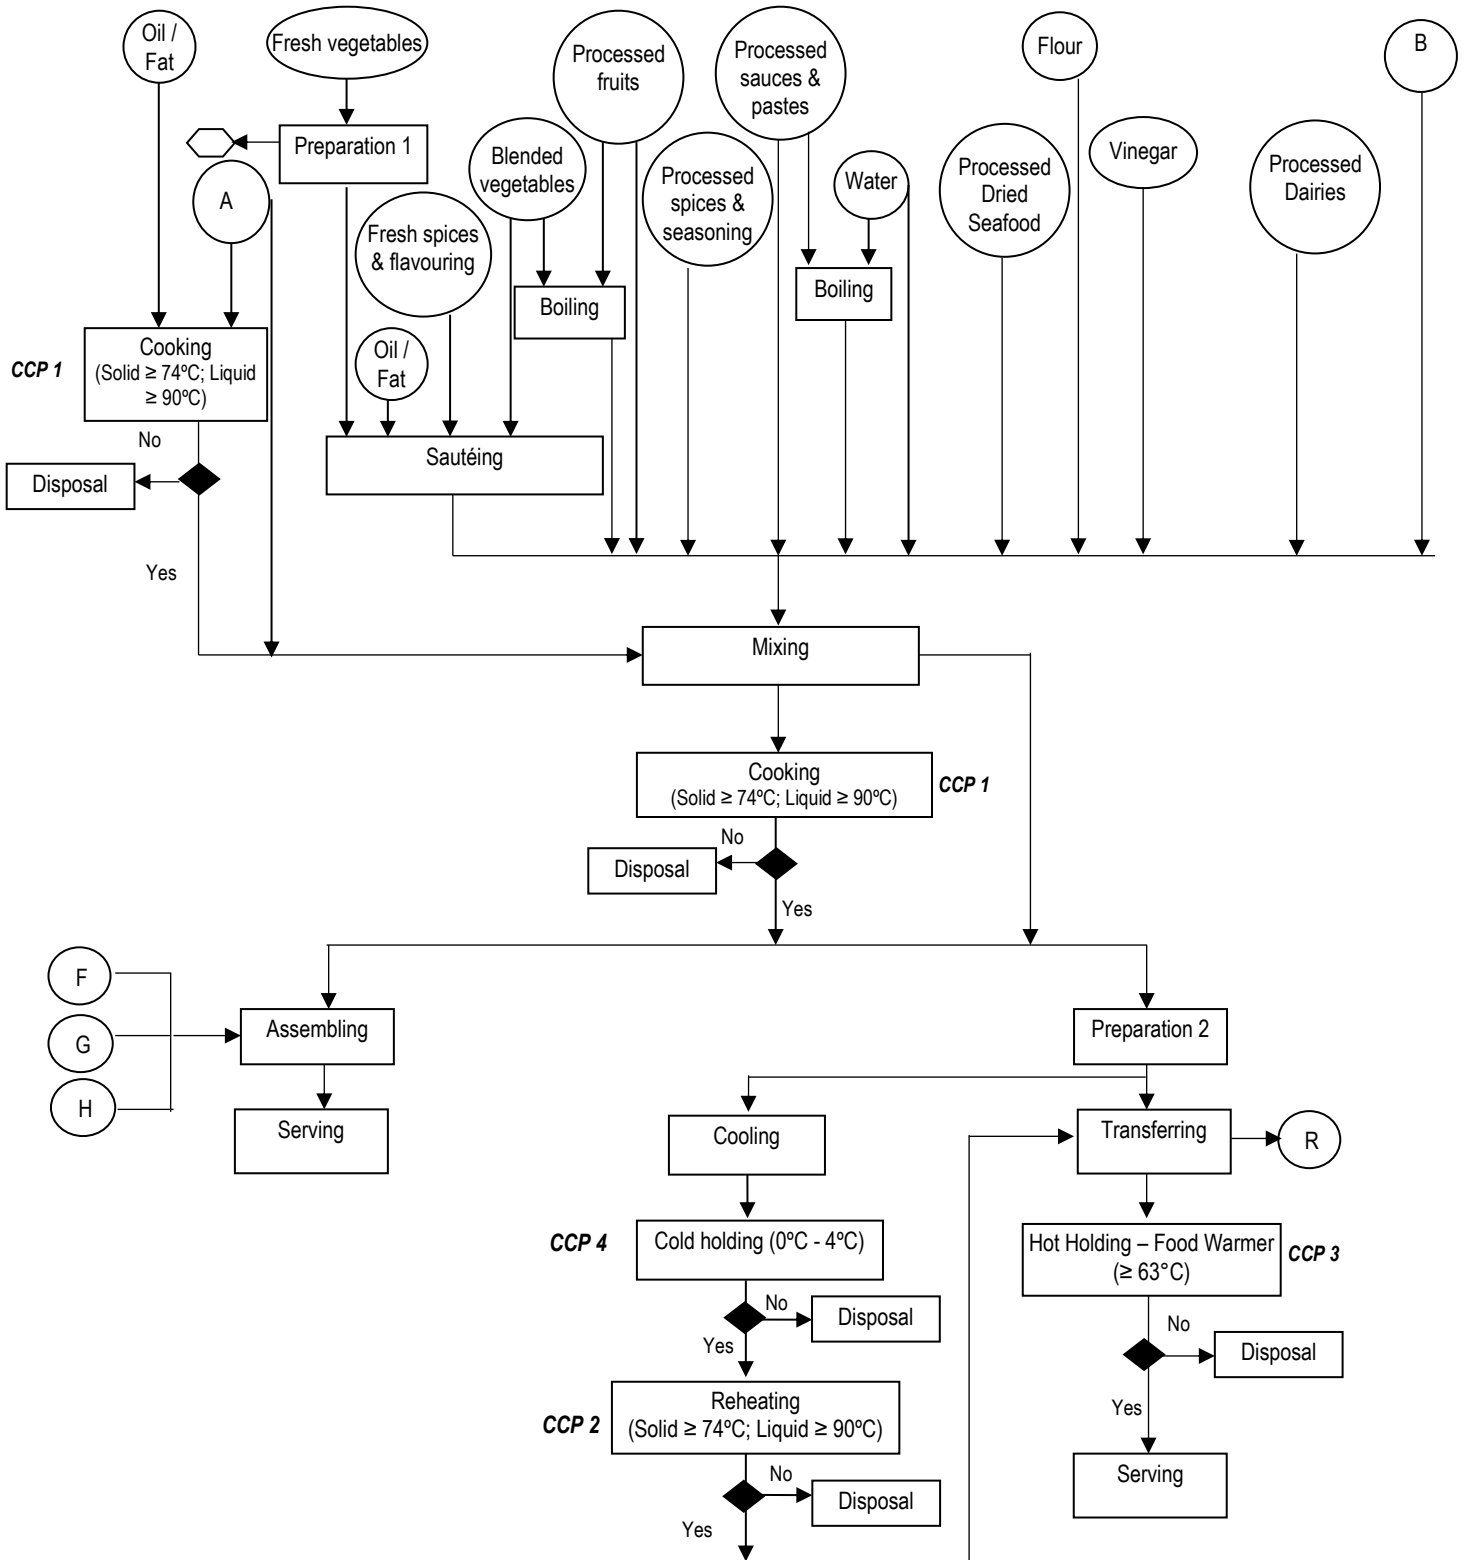 Oil /
Fat
Fresh vegetables
Processed
fruits
Processed
sauces &
pastes
Flour
B
Preparation 1
Blended
vegetables
A
Processed
spices &
seasoning
Water
Processed
Dried
Seafood
Vinegar
Processed
Dairies
Fresh spices
& flavouring
Boiling
Boiling
CCP 1
Cooking
(Solid ≥ 74ºC; Liquid
≥ 90ºC)
Oil /
Fat
No
Disposal
Sautéing
Yes
Mixing
Cooking
(Solid ≥ 74ºC; Liquid ≥ 90ºC)
CCP 1
No
Disposal
Yes
F
G
H
Assembling
Serving
Preparation 2
Cooling
Transferring
R
CCP 4
Cold holding (0ºC - 4ºC)
Hot Holding – Food Warmer
(≥ 63°C)
CCP 3
No
Disposal
Yes
No
Disposal
Yes
CCP 2
Reheating
(Solid ≥ 74ºC; Liquid ≥ 90ºC)
Serving
No
Disposal
Yes